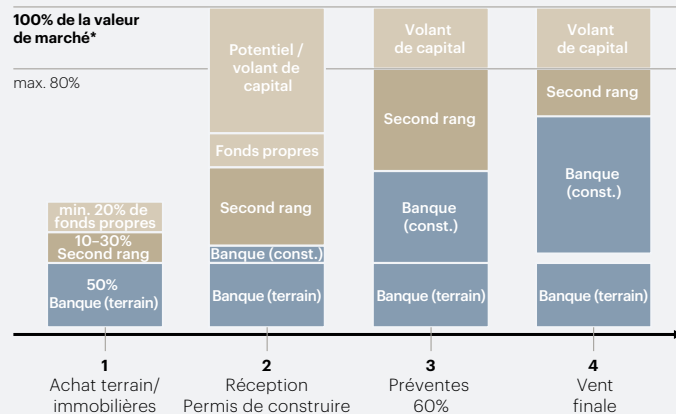 100% de la valeur
de marché*
max. 80%
min. 20% de
fonds propres
10–30%
Second rang
50%
Banque (terrain)
Potentiel /
volant de
capital
Fonds propres
Second rang
Banque (const.)
Banque (terrain)
Volant
de capital
Second rang
Banque
(const.)
Banque (terrain)
Volant
de capital
Second rang
Banque
(const.)
Banque (terrain)
1
Achat terrain/
immobilières
2
Réception
Permis de construire
3
Préventes
60%
4
Vent
finale